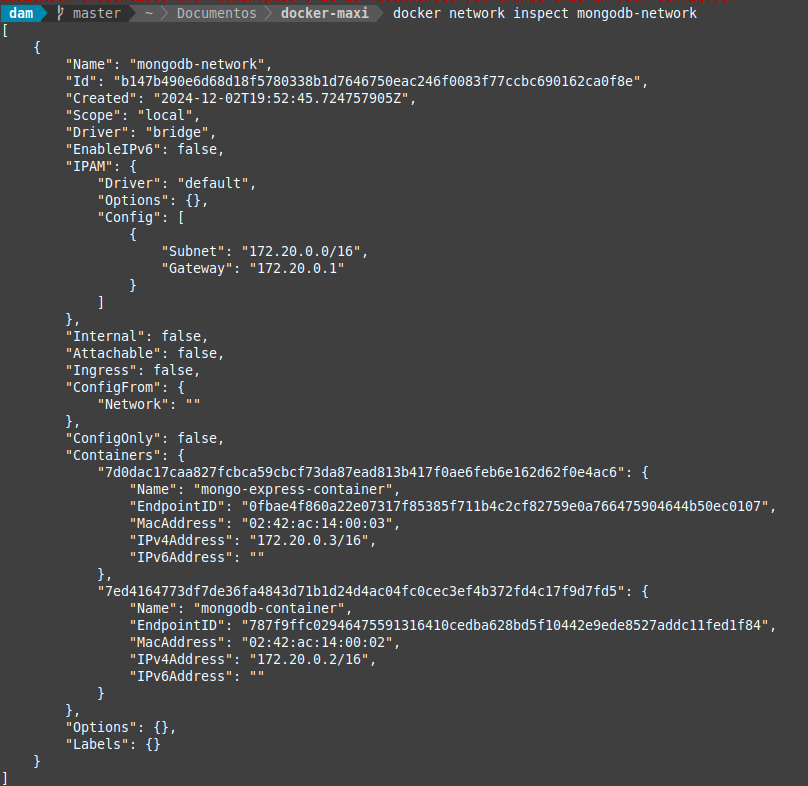 dam master ~ Documentos docker-maxi docker network inspect mongodb-network
[
    {
        "Name": "mongodb-network",
        "Id": "b147b490e6d68d18f5780338b1d7646750eac246f0083f77ccbc690162ca0f8e",
        "Created": "2024-12-02T19:52:45.724757905Z",
        "Scope": "local",
        "Driver": "bridge",
        "EnableIPv6": false,
        "IPAM": {
            "Driver": "default",
            "Options": {},
            "Config": [
                {
                    "Subnet": "172.20.0.0/16",
                    "Gateway": "172.20.0.1"
                }
            ]
        },
        "Internal": false,
        "Attachable": false,
        "Ingress": false,
        "ConfigFrom": {
            "Network": ""
        },
        "ConfigOnly": false,
        "Containers": {
            "7d0dac17caa827fcbca59cbcf73da87ead813b417f0ae6feb6e162d62f0e4ac6": {
                "Name": "mongo-express-container",
                "EndpointID": "0fbae4f860a22e07317f85385f711b4c2cf82759e0a766475904644b50ec0107",
                "MacAddress": "02:42:ac:14:00:03",
                "IPv4Address": "172.20.0.3/16",
                "IPv6Address": ""
            },
            "7ed4164773df7de36fa4843d71b1d24d4ac04fc0cec3ef4b372fd4c17f9d7fd5": {
                "Name": "mongodb-container",
                "EndpointID": "787f9ffc02946475591316410cedba628bd5f10442e9ede8527addc11fed1f84",
                "MacAddress": "02:42:ac:14:00:02",
                "IPv4Address": "172.20.0.2/16",
                "IPv6Address": ""
            }
        },
        "Options": {},
        "Labels": {}
    }
]